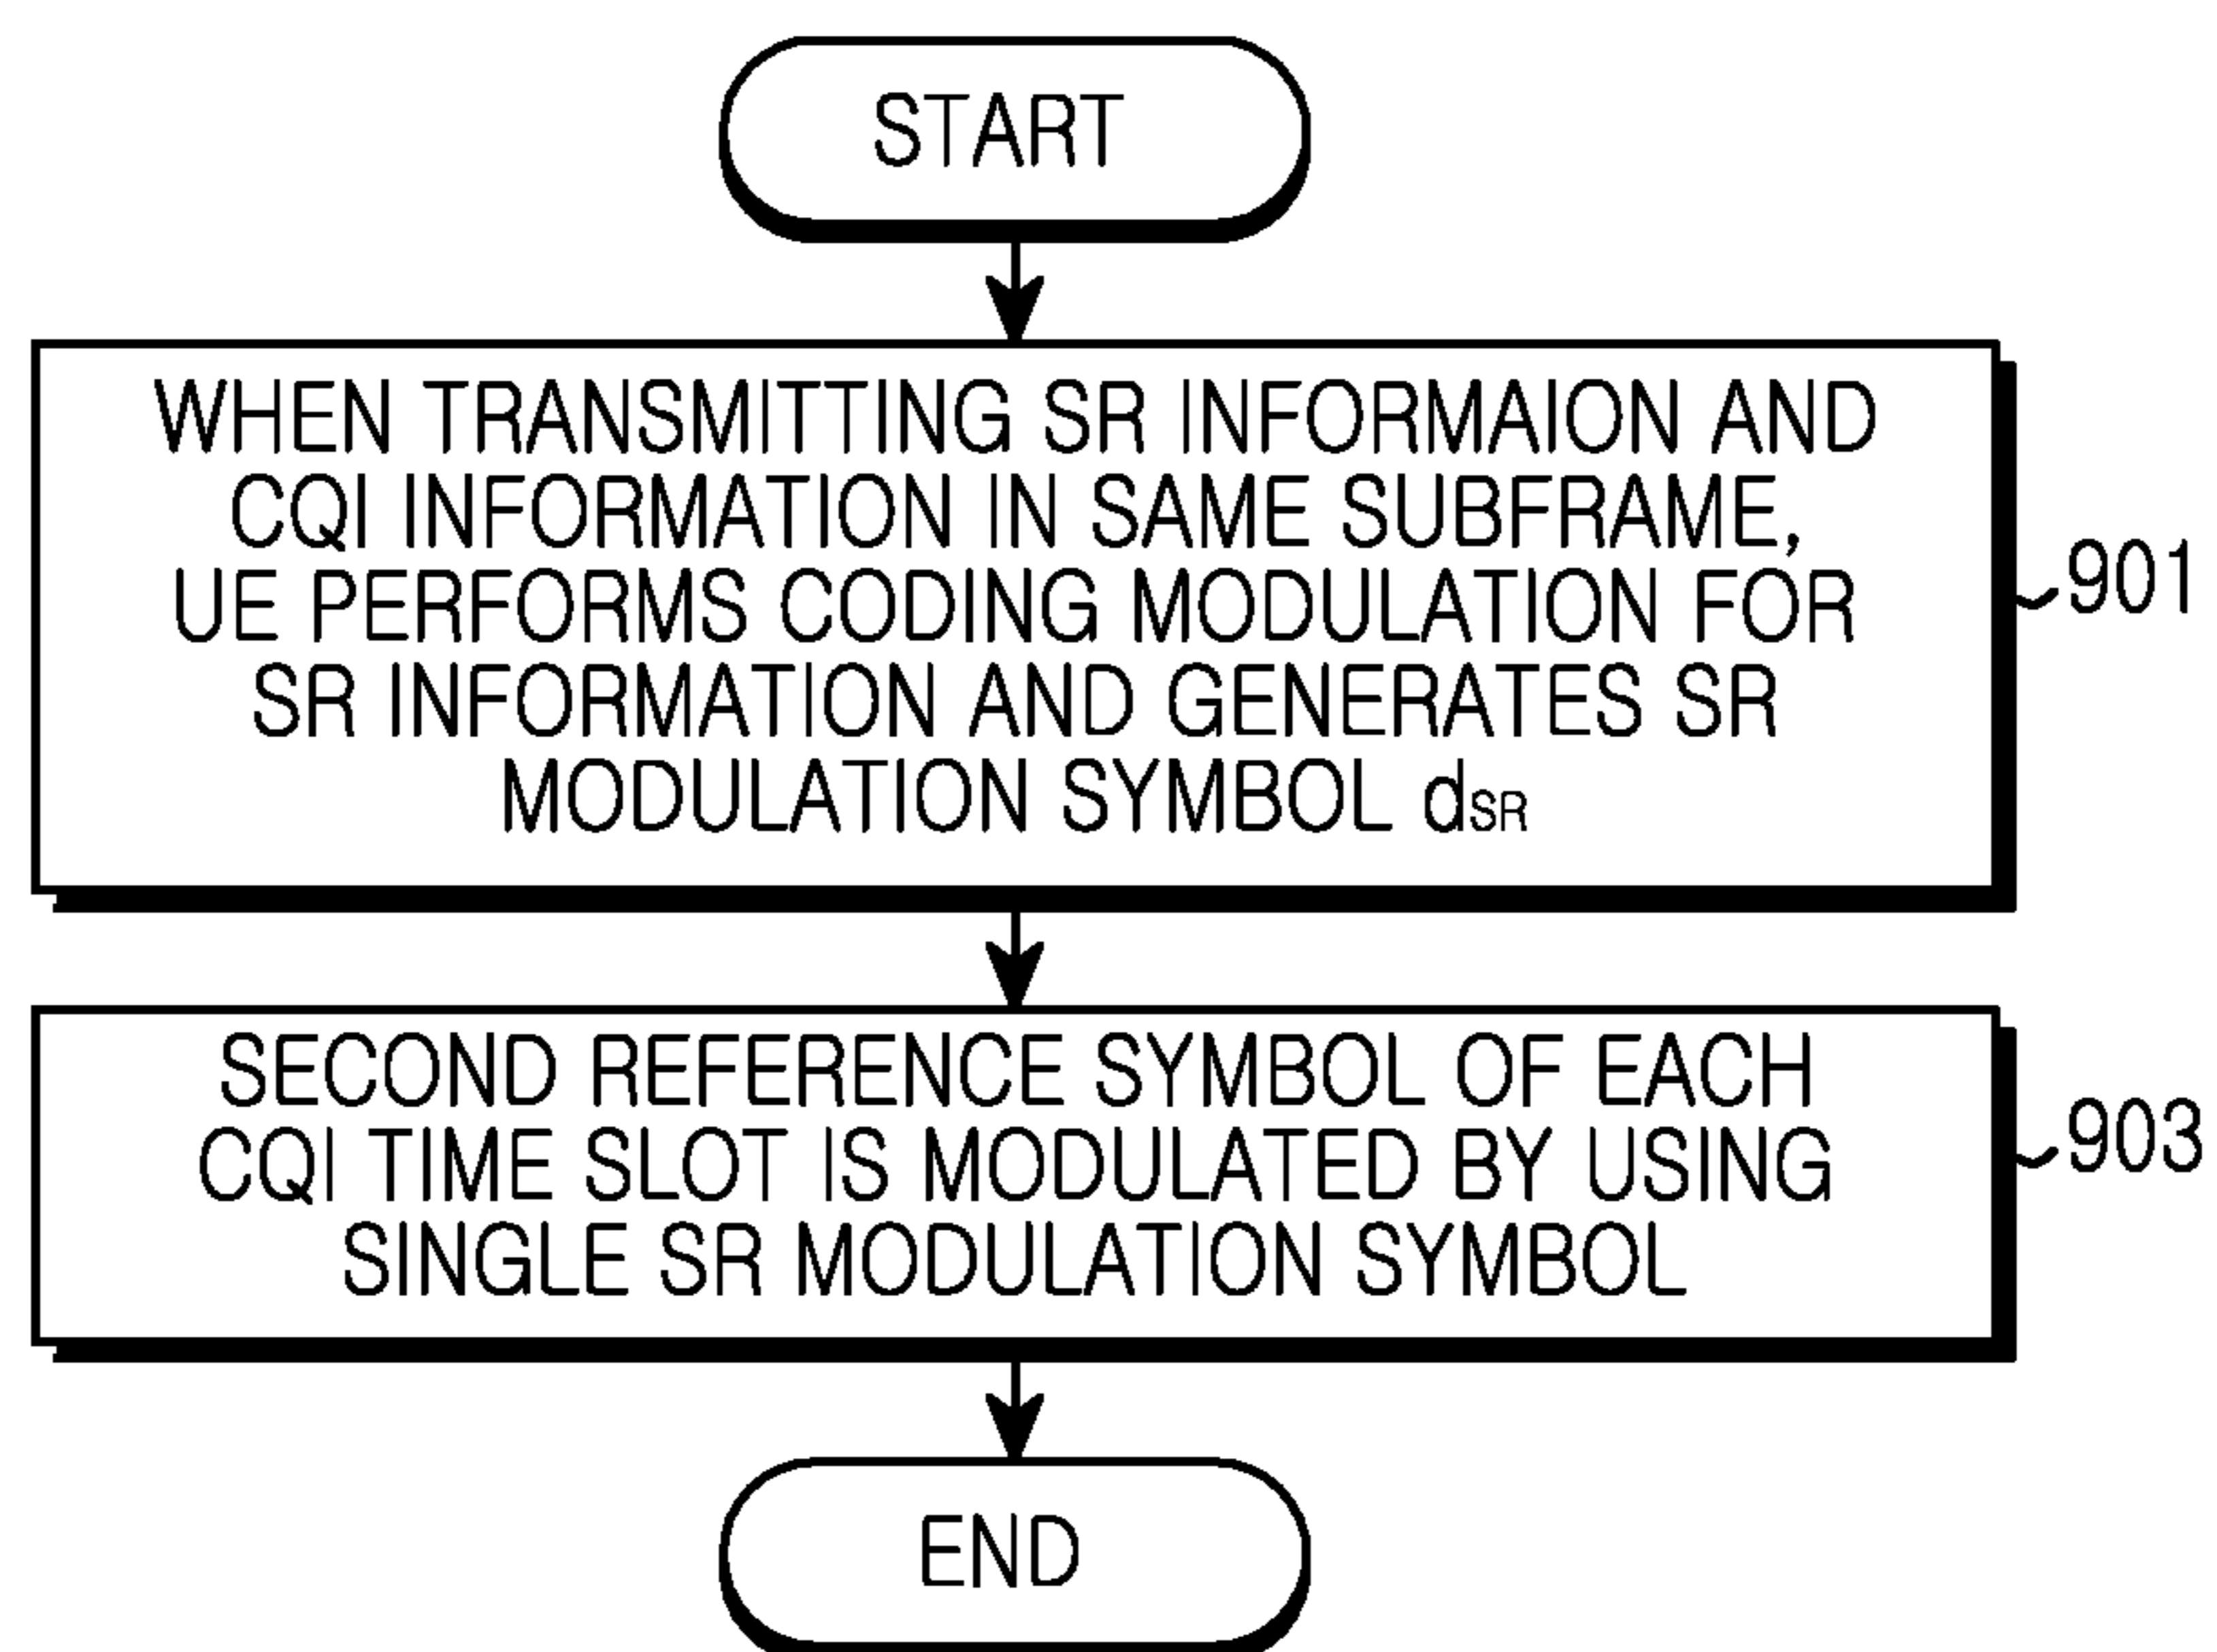 START
WHEN TRANSMITTING SR INFORMAION AND
CQI INFORMATION IN SAME SUBFRAME,
UE PERFORMS CODING MODULATION FOR
SR INFORMATION AND GENERATES SR
MODULATION SYMBOL dSR
901
SECOND REFERENCE SYMBOL OF EACH
CQI TIME SLOT IS MODULATED BY USING
SINGLE SR MODULATION SYMBOL
903
END